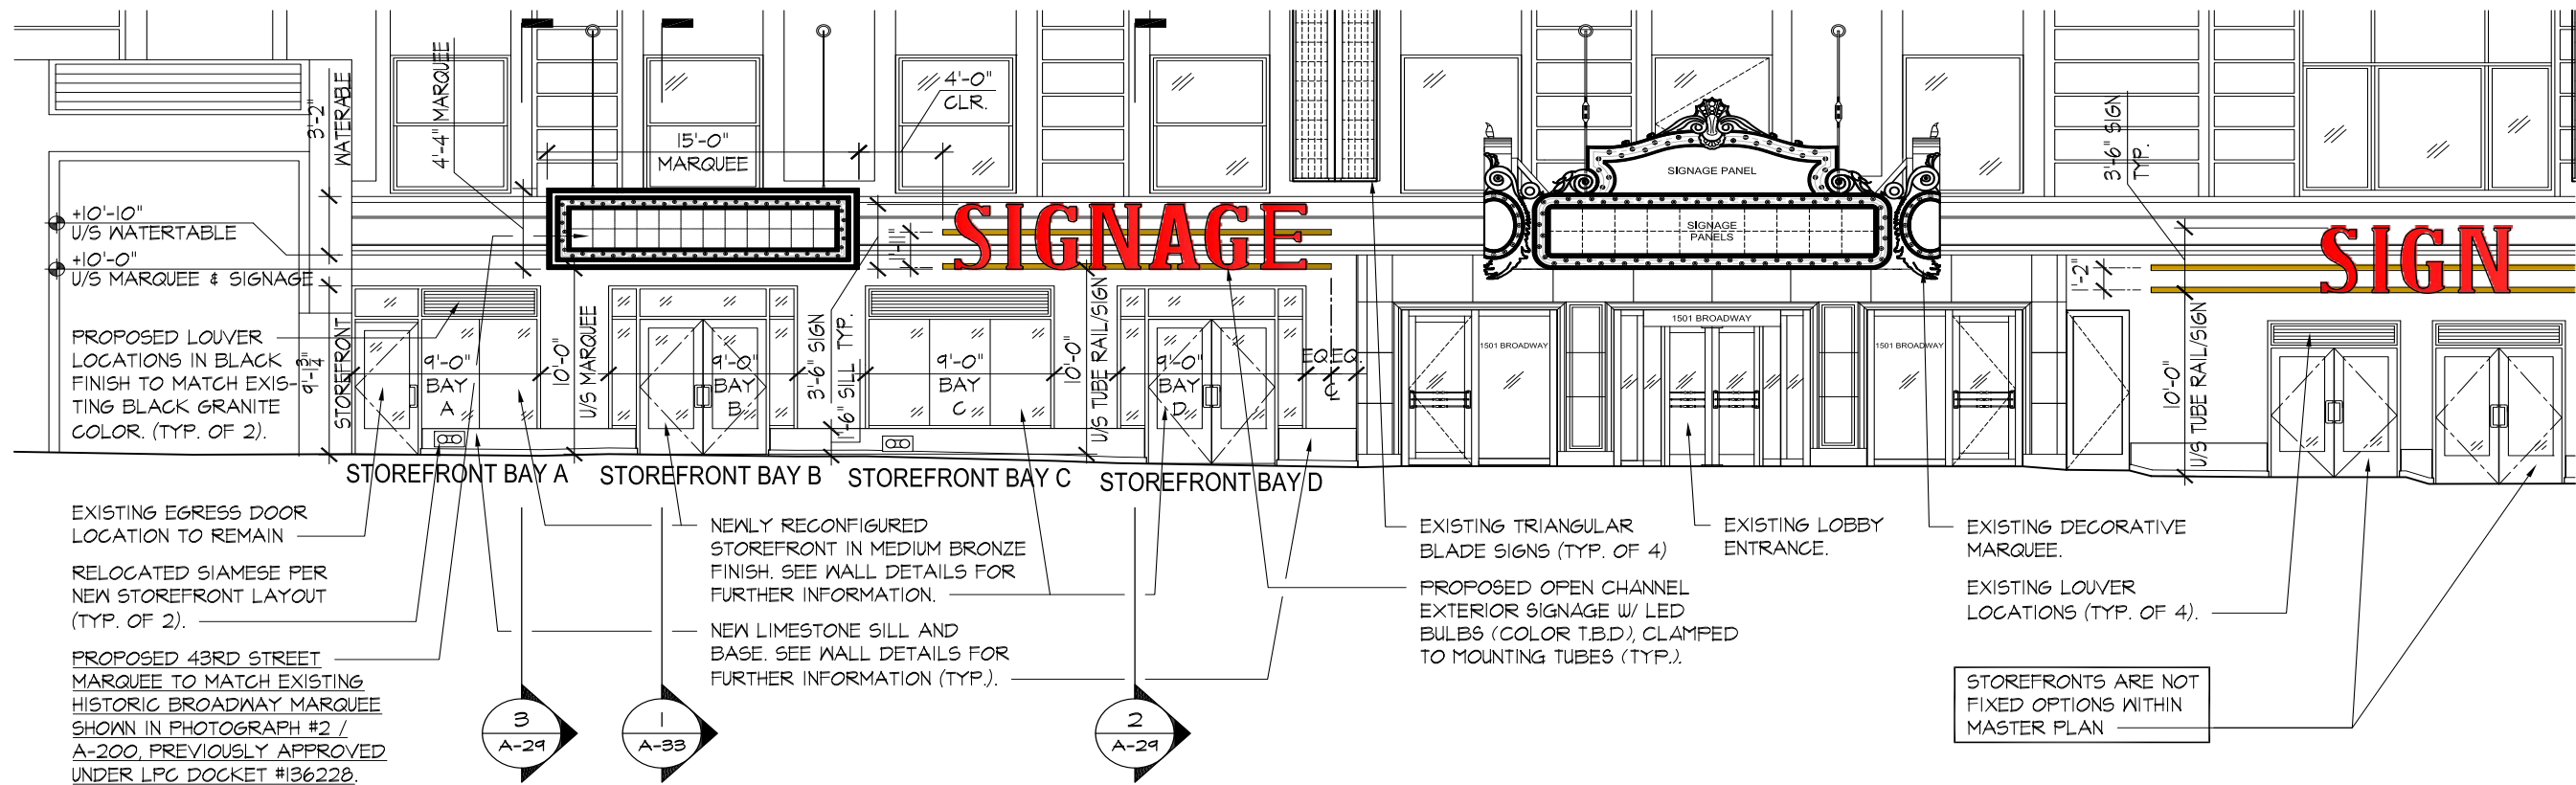 3'-2"
WATERABLE
4'-4" MARQUEE
15'-0"
MARQUEE
4'-0"
CLR.
3'-6" SIGN
TYP.
SIGNAGE PANEL
SIGNAGE
PANELS
SIGNAGE
SIGN
+10'-10"
U/S WATERTABLE
+10'-0"
U/S MARQUEE & SIGNAGE
1'-2"
PROPOSED LOUVER
LOCATIONS IN BLACK
FINISH TO MATCH EXIS-
TING BLACK GRANITE
COLOR. (TYP. OF 2).
STOREFRONT
9'-0"
BAY
A
10'-0"
U/S MARQUEE
9'-0"
BAY
B
3'-6" SIGN
1'-6" SILL TYP.
9'-0"
BAY
C
10'-0"
U/S TUBE RAIL/SIGN
9'-0"
BAY
D
EQ. EQ.
1501 BROADWAY
1501 BROADWAY
1501 BROADWAY
10'-0"
U/S TUBE RAIL/SIGN
STOREFRONT BAY A
STOREFRONT BAY B
STOREFRONT BAY C
STOREFRONT BAY D
EXISTING EGRESS DOOR
LOCATION TO REMAIN
RELOCATED SIAMESE PER
NEW STOREFRONT LAYOUT
(TYP. OF 2).
PROPOSED 43RD STREET
MARQUEE TO MATCH EXISTING
HISTORIC BROADWAY MARQUEE
SHOWN IN PHOTOGRAPH #2 /
A-200, PREVIOUSLY APPROVED
UNDER LPC DOCKET #136228.
NEWLY RECONFIGURED
STOREFRONT IN MEDIUM BRONZE
FINISH. SEE WALL DETAILS FOR
FURTHER INFORMATION.
NEW LIMESTONE SILL AND
BASE. SEE WALL DETAILS FOR
FURTHER INFORMATION (TYP.).
3
A-29
1
A-33
2
A-29
EXISTING TRIANGULAR
BLADE SIGNS (TYP. OF 4)
PROPOSED OPEN CHANNEL
EXTERIOR SIGNAGE W/ LED
BULBS (COLOR T.B.D), CLAMPED
TO MOUNTING TUBES (TYP.).
EXISTING LOBBY
ENTRANCE.
EXISTING DECORATIVE
MARQUEE.
EXISTING LOUVER
LOCATIONS (TYP. OF 4).
STOREFRONTS ARE NOT
FIXED OPTIONS WITHIN
MASTER PLAN